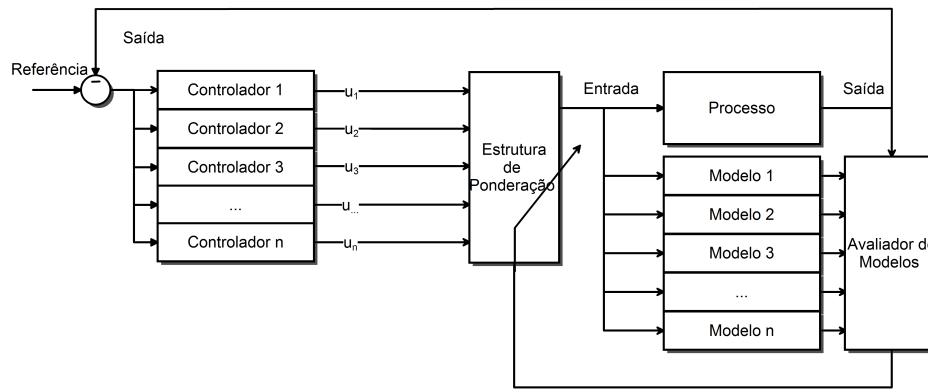 Saída
Referência
Controlador 1
Controlador 2
Controlador 3
...
Controlador n
u1
u2
u3
u...
un
Estrutura
de
Ponderação
Entrada
Processo
Saída
Modelo 1
Modelo 2
Modelo 3
...
Modelo n
Avaliador de
Modelos